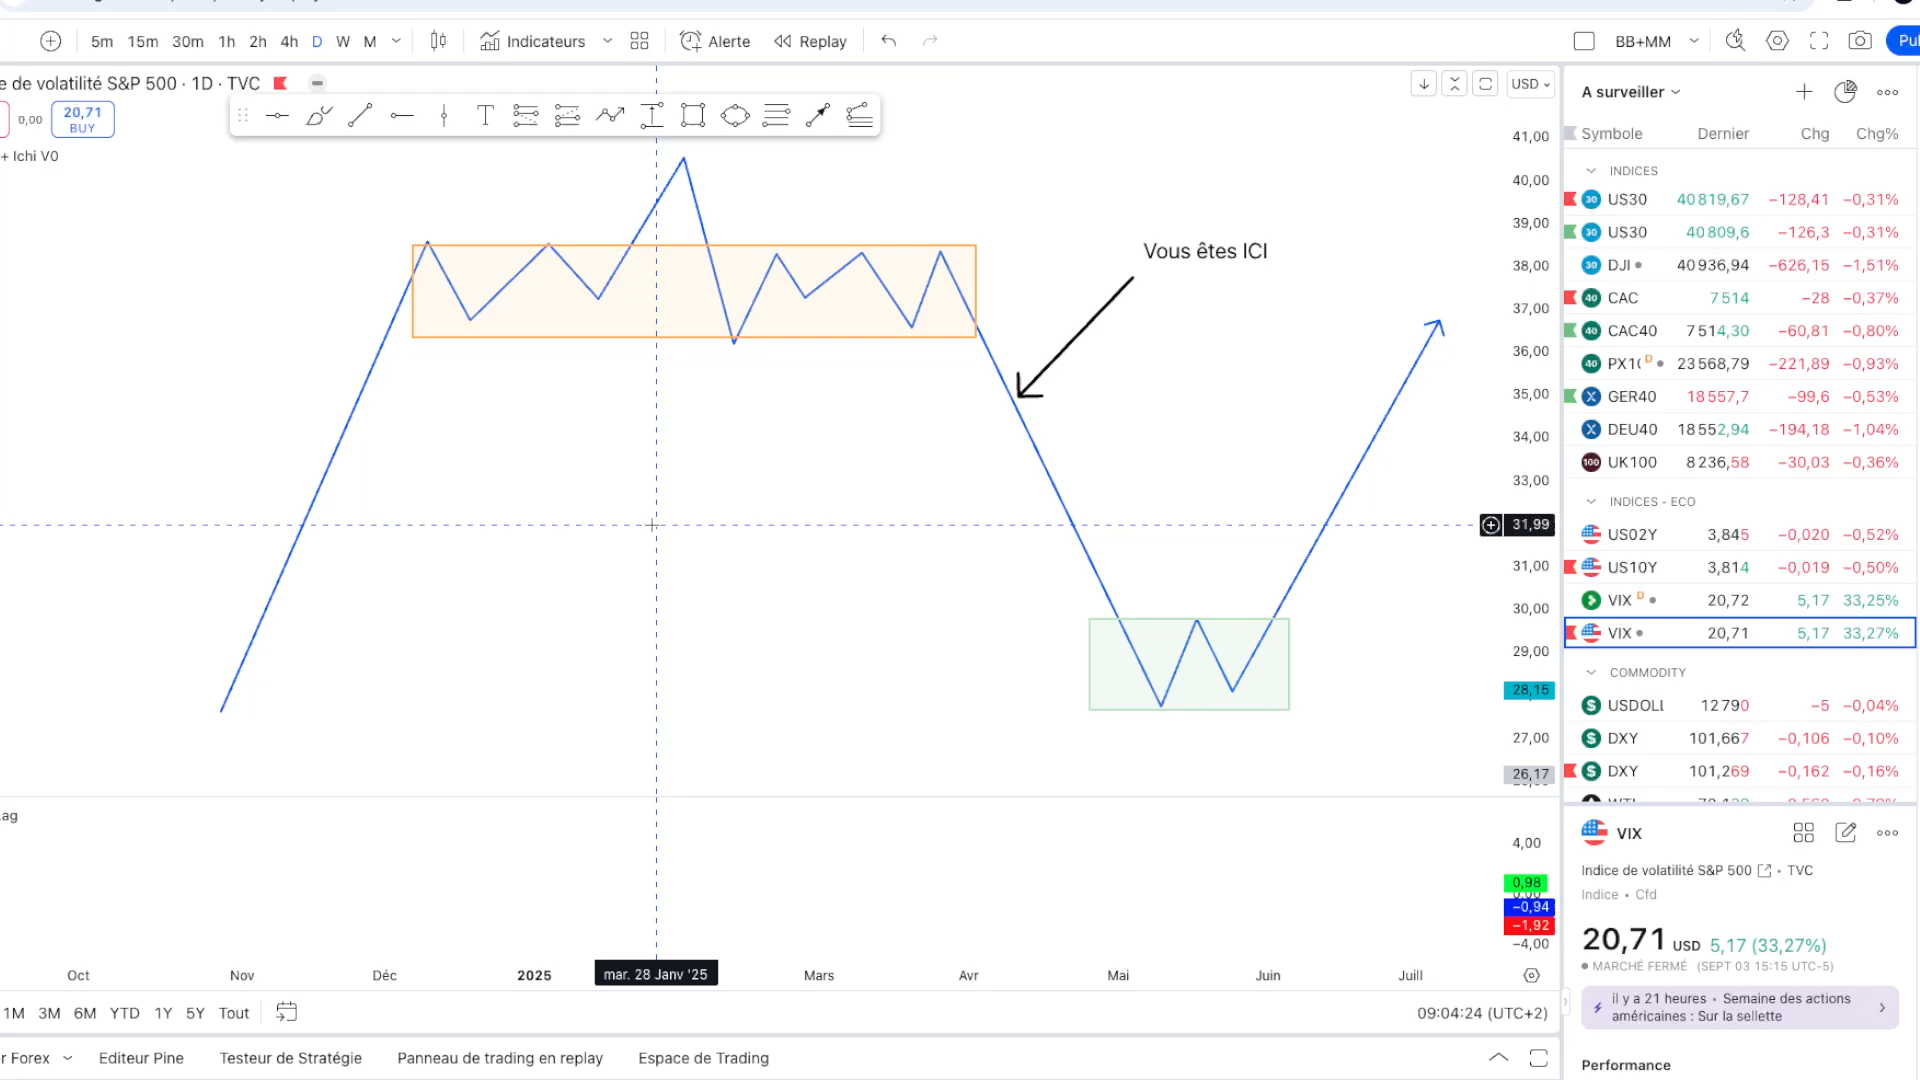 5m 15m 30m 1h 2h 4h D W M Indicateurs Alerte Replay BB+MM
e de volatilité S&P 500 · 1D · TVC
0,00 20,71
BUY
+ Ichi V0
USD
Vous êtes ICI
41,00
40,00
39,00
38,00
37,00
36,00
35,00
34,00
33,00
31,99
31,00
30,00
29,00
28,15
27,00
26,17
ag
4,00
0,98
−0,94
−1,92
−4,00
Oct Nov Déc 2025 mar. 28 Janv '25 Mars Avr Mai Juin Juill
1M 3M 6M YTD 1Y 5Y Tout 09:04:24 (UTC+2)
r Forex Editeur Pine Testeur de Stratégie Panneau de trading en replay Espace de Trading
A surveiller
Symbole Dernier Chg Chg%
INDICES
30 US30 40 819,67 −128,41 −0,31%
30 US30 40 809,6 −126,3 −0,31%
30 DJI 40 936,94 −626,15 −1,51%
40 CAC 7 514 −28 −0,37%
40 CAC40 7 514,30 −60,81 −0,80%
40 PX1 D 23 568,79 −221,89 −0,93%
X GER40 18 557,7 −99,6 −0,53%
X DEU40 18 552,94 −194,18 −1,04%
100 UK100 8 236,58 −30,03 −0,36%
INDICES - ECO
US02Y 3,845 −0,020 −0,52%
US10Y 3,814 −0,019 −0,50%
VIX D 20,72 5,17 33,25%
VIX 20,71 5,17 33,27%
COMMODITY
$ USDOLL 12 790 −5 −0,04%
$ DXY 101,667 −0,106 −0,10%
$ DXY 101,269 −0,162 −0,16%
VIX
Indice de volatilité S&P 500 • TVC
Indice • Cfd
20,71 USD 5,17 (33,27%)
MARCHÉ FERMÉ (SEPT 03 15:15 UTC-5)
il y a 21 heures • Semaine des actions
américaines : Sur la sellette
Performance